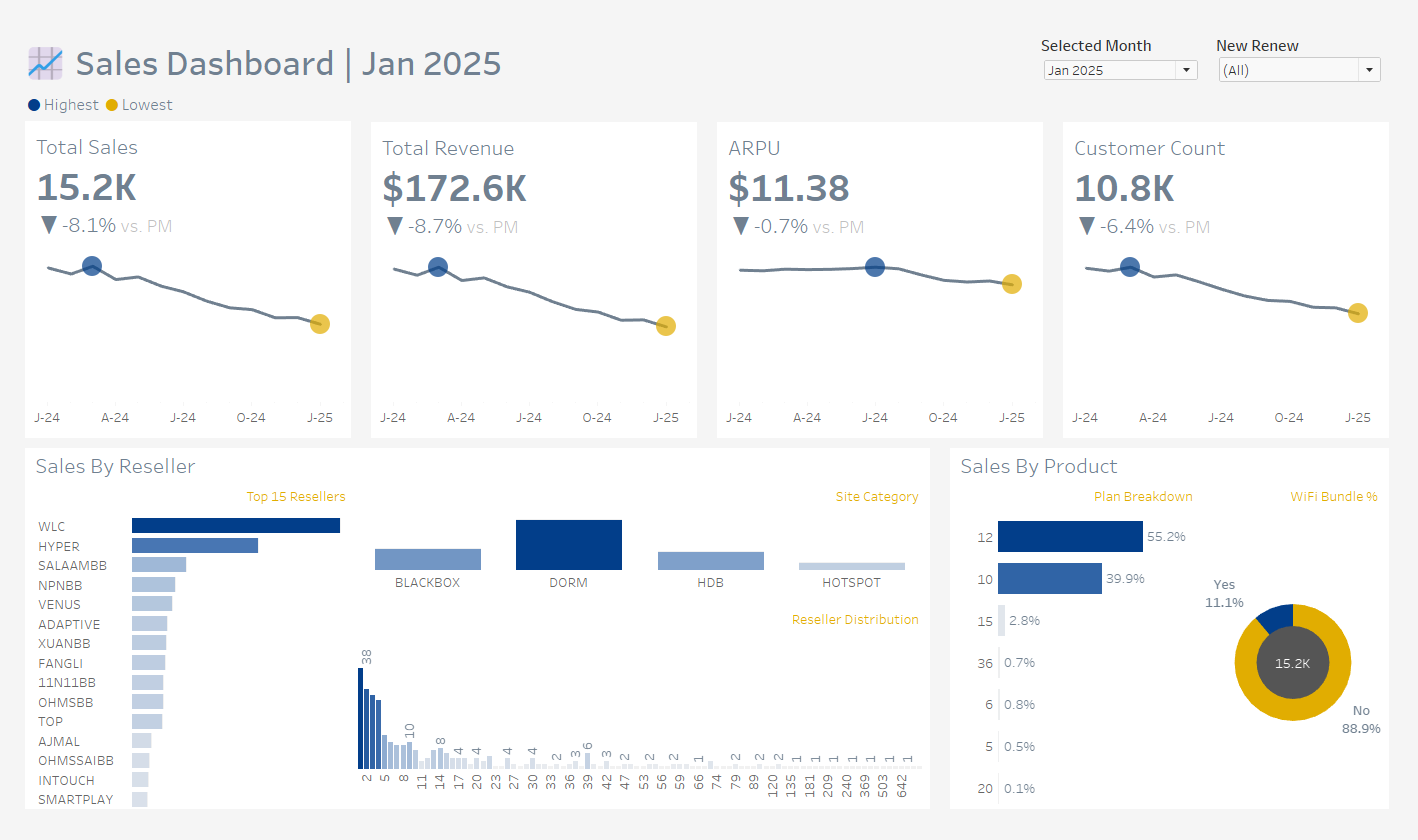 Sales Dashboard | Jan 2025
Selected Month
Jan 2025
New Renew
(All)
Highest
Lowest
Total Sales
15.2K
▼ -8.1% vs. PM
J-24 A-24 J-24 O-24 J-25
Total Revenue
$172.6K
▼ -8.7% vs. PM
J-24 A-24 J-24 O-24 J-25
ARPU
$11.38
▼ -0.7% vs. PM
J-24 A-24 J-24 O-24 J-25
Customer Count
10.8K
▼ -6.4% vs. PM
J-24 A-24 J-24 O-24 J-25
Sales By Reseller
Top 15 Resellers
WLC
HYPER
SALAAMBB
NPNBB
VENUS
ADAPTIVE
XUANBB
FANGLI
11N11BB
OHMSBB
TOP
AJMAL
OHMSSAIBB
INTOUCH
SMARTPLAY
Site Category
BLACKBOX DORM HDB HOTSPOT
Reseller Distribution
38 10 8 4 4 4 4 2 3 6 3 2 2 2 1 2 2 2 1 1 1 1 1 1 1
2 5 8 11 14 17 20 23 27 30 33 36 39 42 47 53 56 59 66 74 79 89 120 135 181 209 240 369 503 642
Sales By Product
Plan Breakdown
12 55.2%
10 39.9%
15 2.8%
36 0.7%
6 0.8%
5 0.5%
20 0.1%
WiFi Bundle %
Yes
11.1%
15.2K
No
88.9%